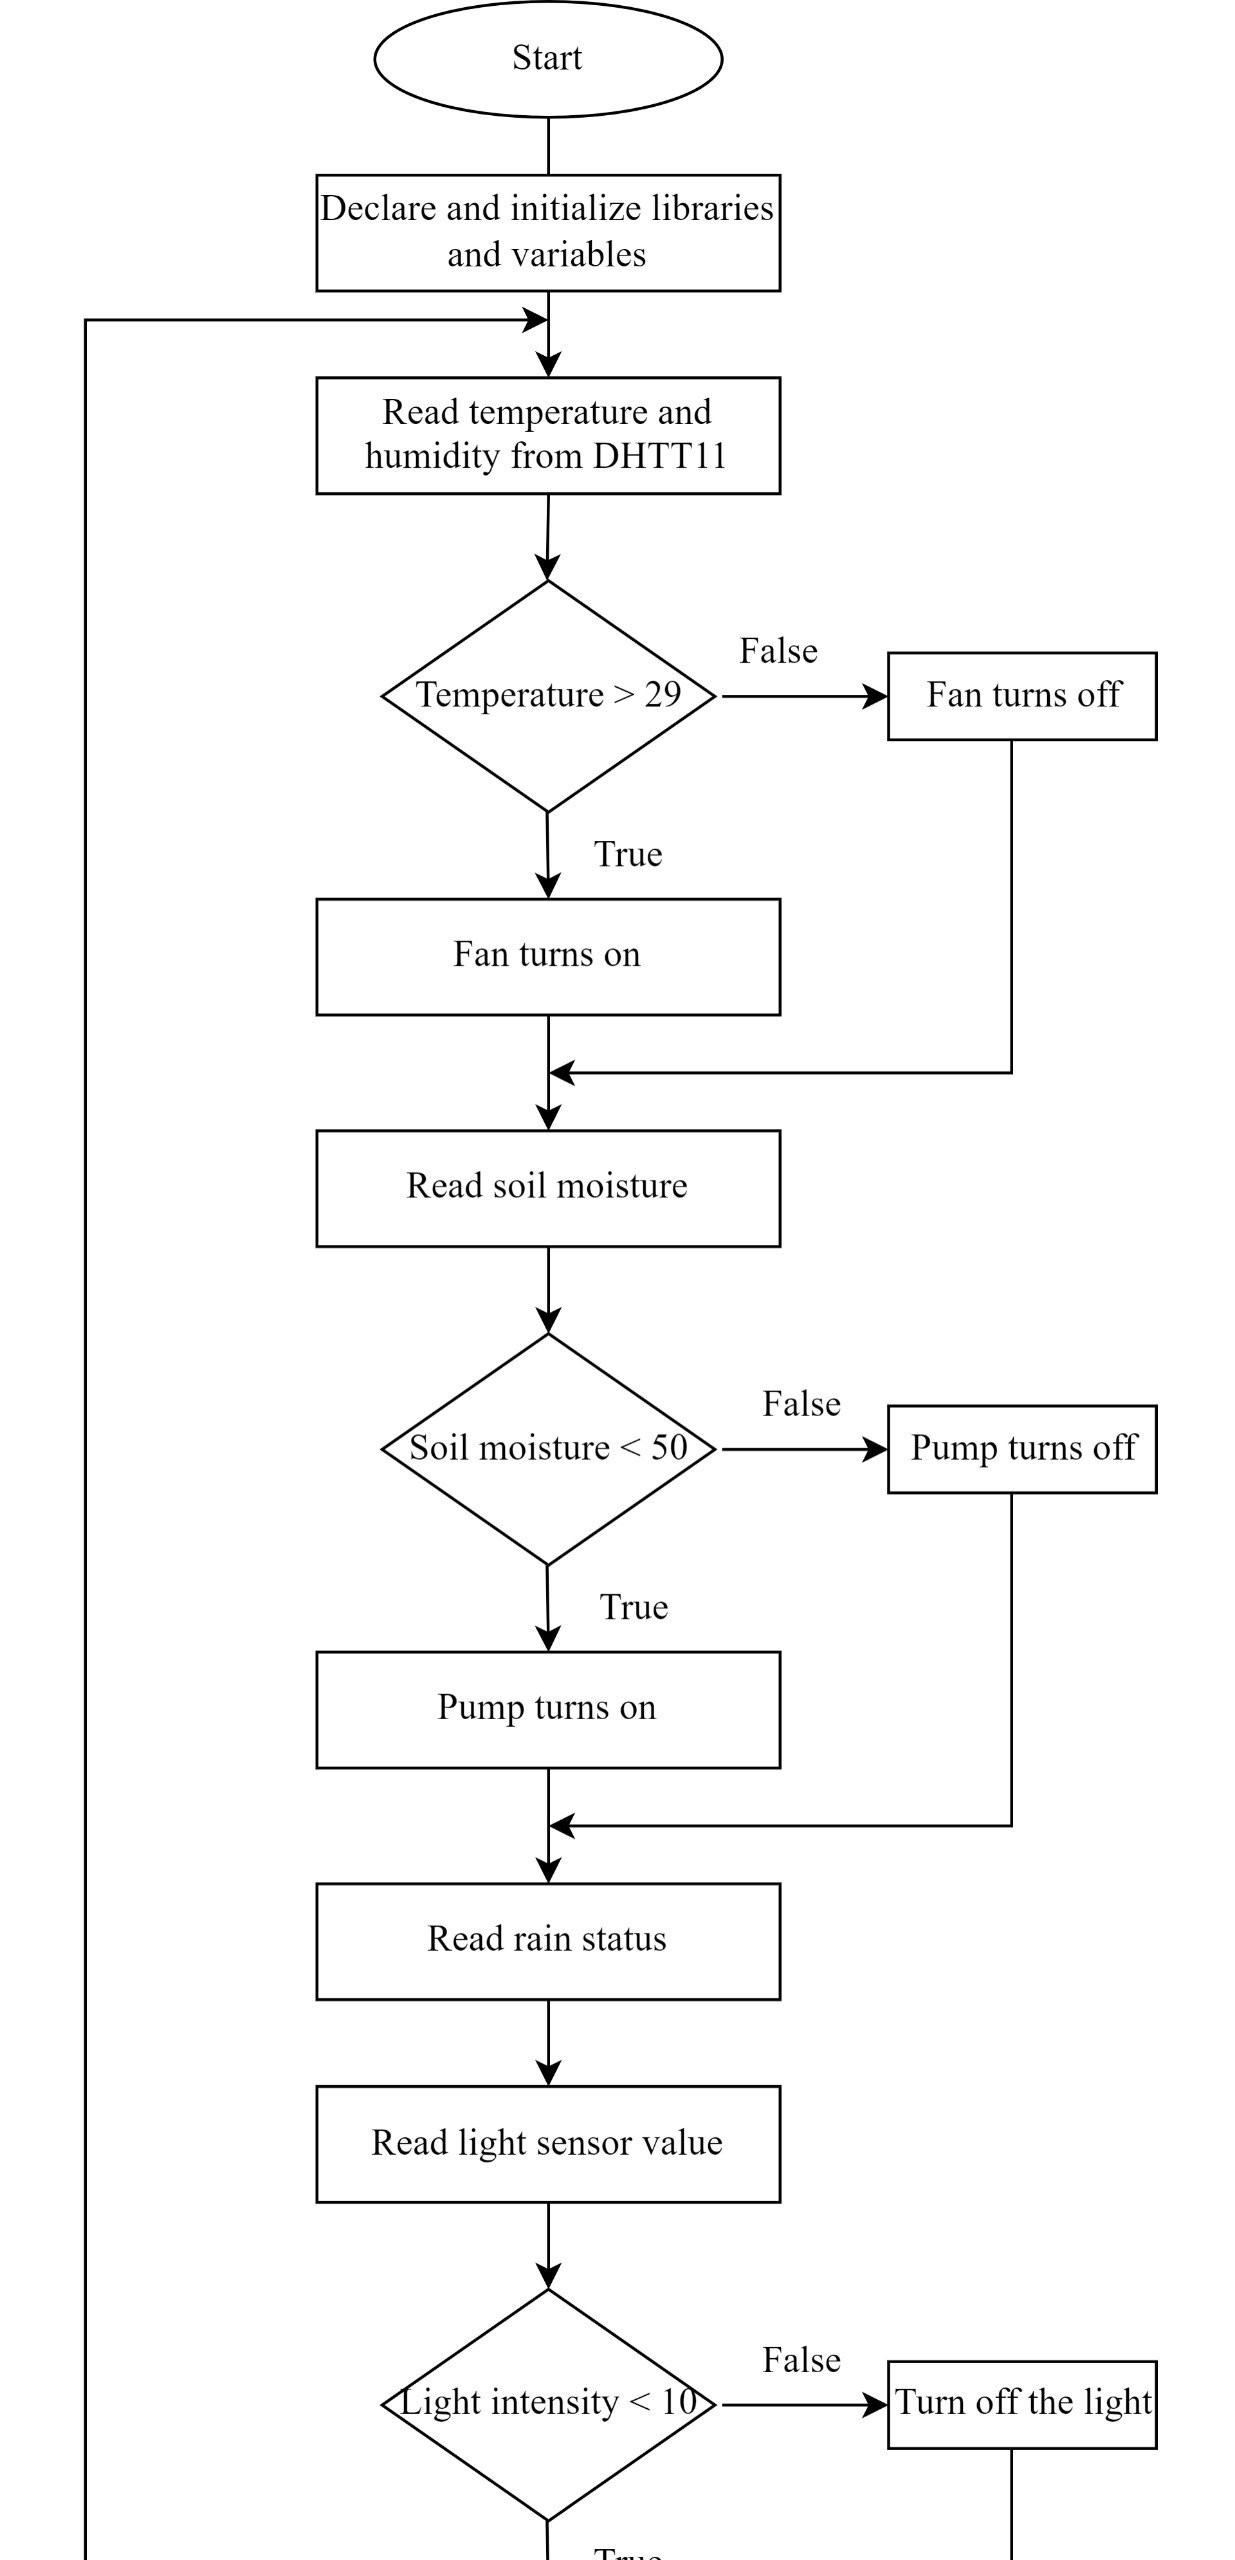 Start
Declare and initialize libraries
and variables
Read temperature and
humidity from DHTT11
Temperature > 29
False
Fan turns off
True
Fan turns on
Read soil moisture
Soil moisture < 50
False
Pump turns off
True
Pump turns on
Read rain status
Read light sensor value
Light intensity < 10
False
Turn off the light
True